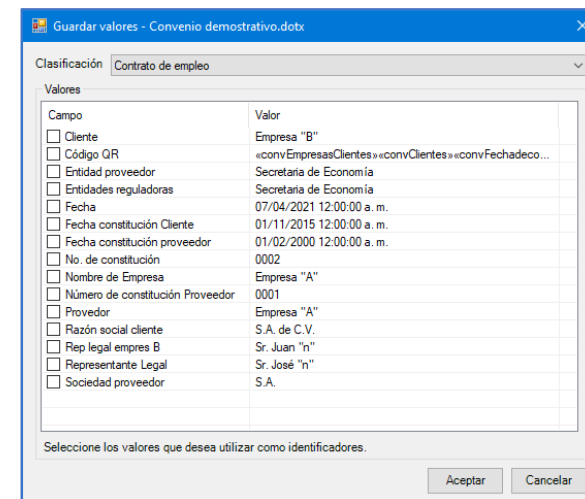 Guardar valores - Convenio demostrativo.dotx
Clasificación Contrato de empleo
Valores
Campo Valor
Cliente Empresa "B"
Código QR «convEmpresasClientes»«convClientes»«convFechadeco...
Entidad proveedor Secretaria de Economía
Entidades reguladoras Secretaria de Economía
Fecha 07/04/2021 12:00:00 a. m.
Fecha constitución Cliente 01/11/2015 12:00:00 a. m.
Fecha constitución proveedor 01/02/2000 12:00:00 a. m.
No. de constitución 0002
Nombre de Empresa Empresa "A"
Número de constitución Proveedor 0001
Provedor Empresa "A"
Razón social cliente S.A. de C.V.
Rep legal empres B Sr. Juan "n"
Representante Legal Sr. José "n"
Sociedad proveedor S.A.
Seleccione los valores que desea utilizar como identificadores.
Aceptar Cancelar